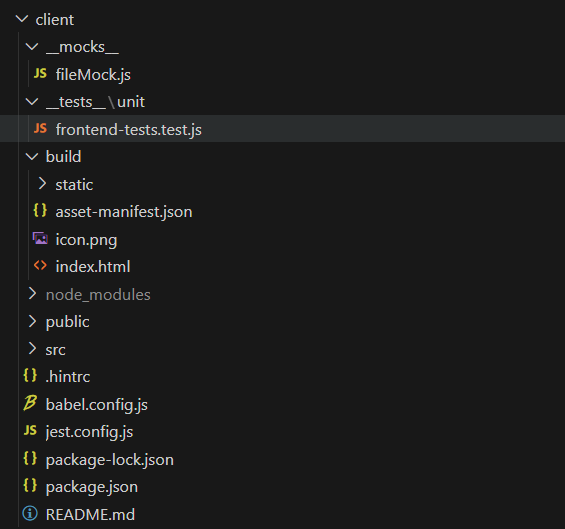 client
__mocks__
JS fileMock.js
__tests__\unit
JS frontend-tests.test.js
build
static
{} asset-manifest.json
icon.png
<> index.html
node_modules
public
src
{} .hintrc
B babel.config.js
JS jest.config.js
{} package-lock.json
{} package.json
README.md